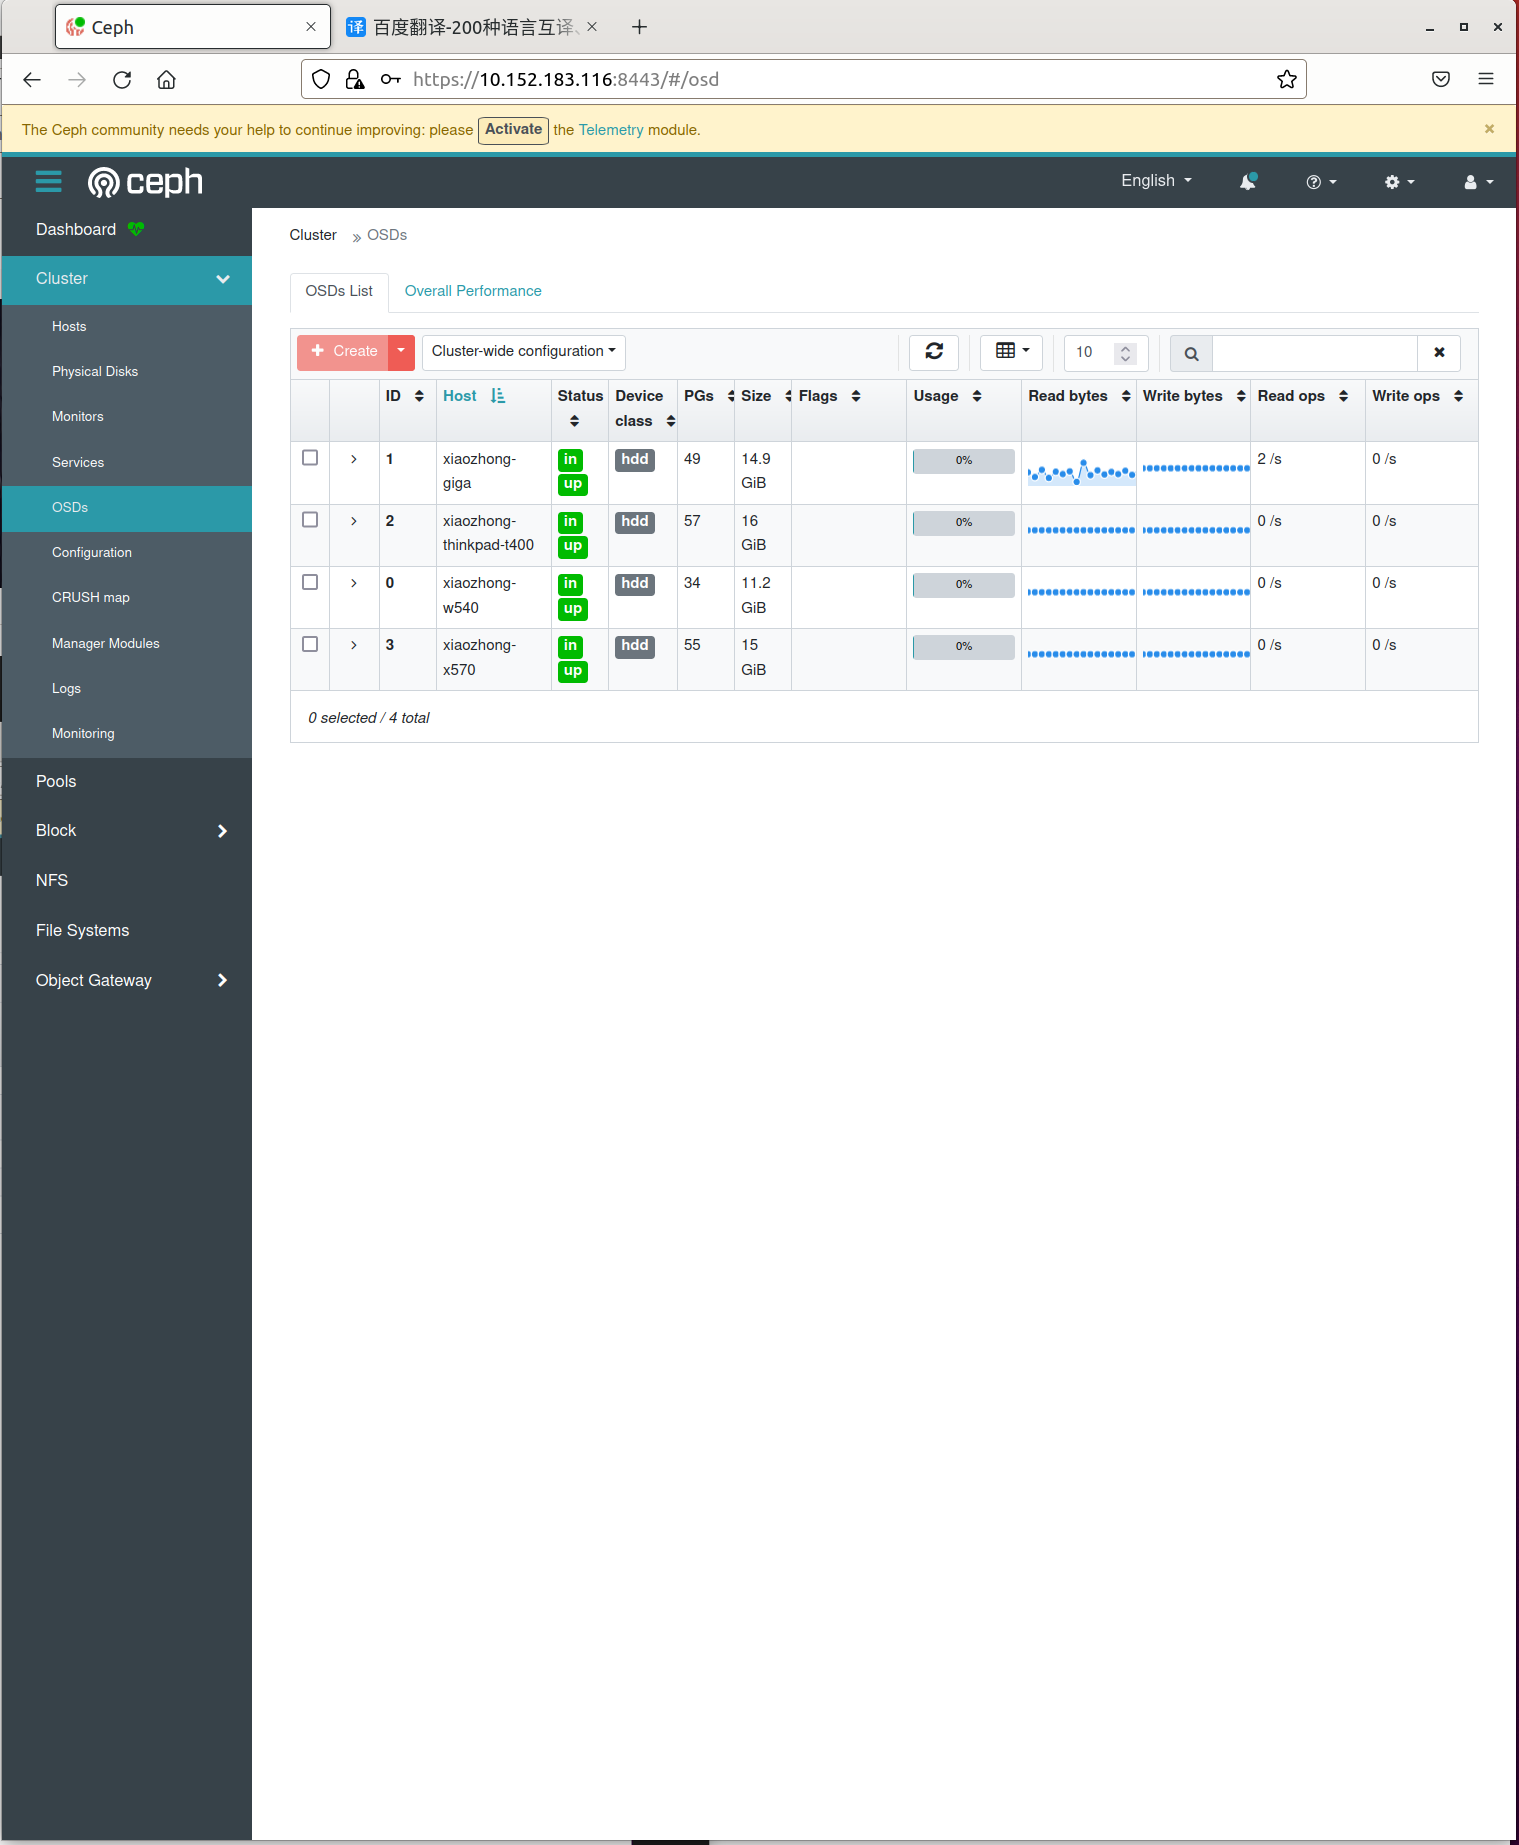 Ceph
百度翻译-200种语言互译、
https://10.152.183.116:8443/#/osd
The Ceph community needs your help to continue improving: please Activate the Telemetry module.
ceph
English
Dashboard
Cluster
Hosts
Physical Disks
Monitors
Services
OSDs
Configuration
CRUSH map
Manager Modules
Logs
Monitoring
Pools
Block
NFS
File Systems
Object Gateway
Cluster » OSDs
OSDs List
Overall Performance
Create
Cluster-wide configuration
10
ID Host Status Device class PGs Size Flags Usage Read bytes Write bytes Read ops Write ops
1 xiaozhong-giga in up hdd 49 14.9 GiB 0% 2 /s 0 /s
2 xiaozhong-thinkpad-t400 in up hdd 57 16 GiB 0% 0 /s 0 /s
0 xiaozhong-w540 in up hdd 34 11.2 GiB 0% 0 /s 0 /s
3 xiaozhong-x570 in up hdd 55 15 GiB 0% 0 /s 0 /s
0 selected / 4 total